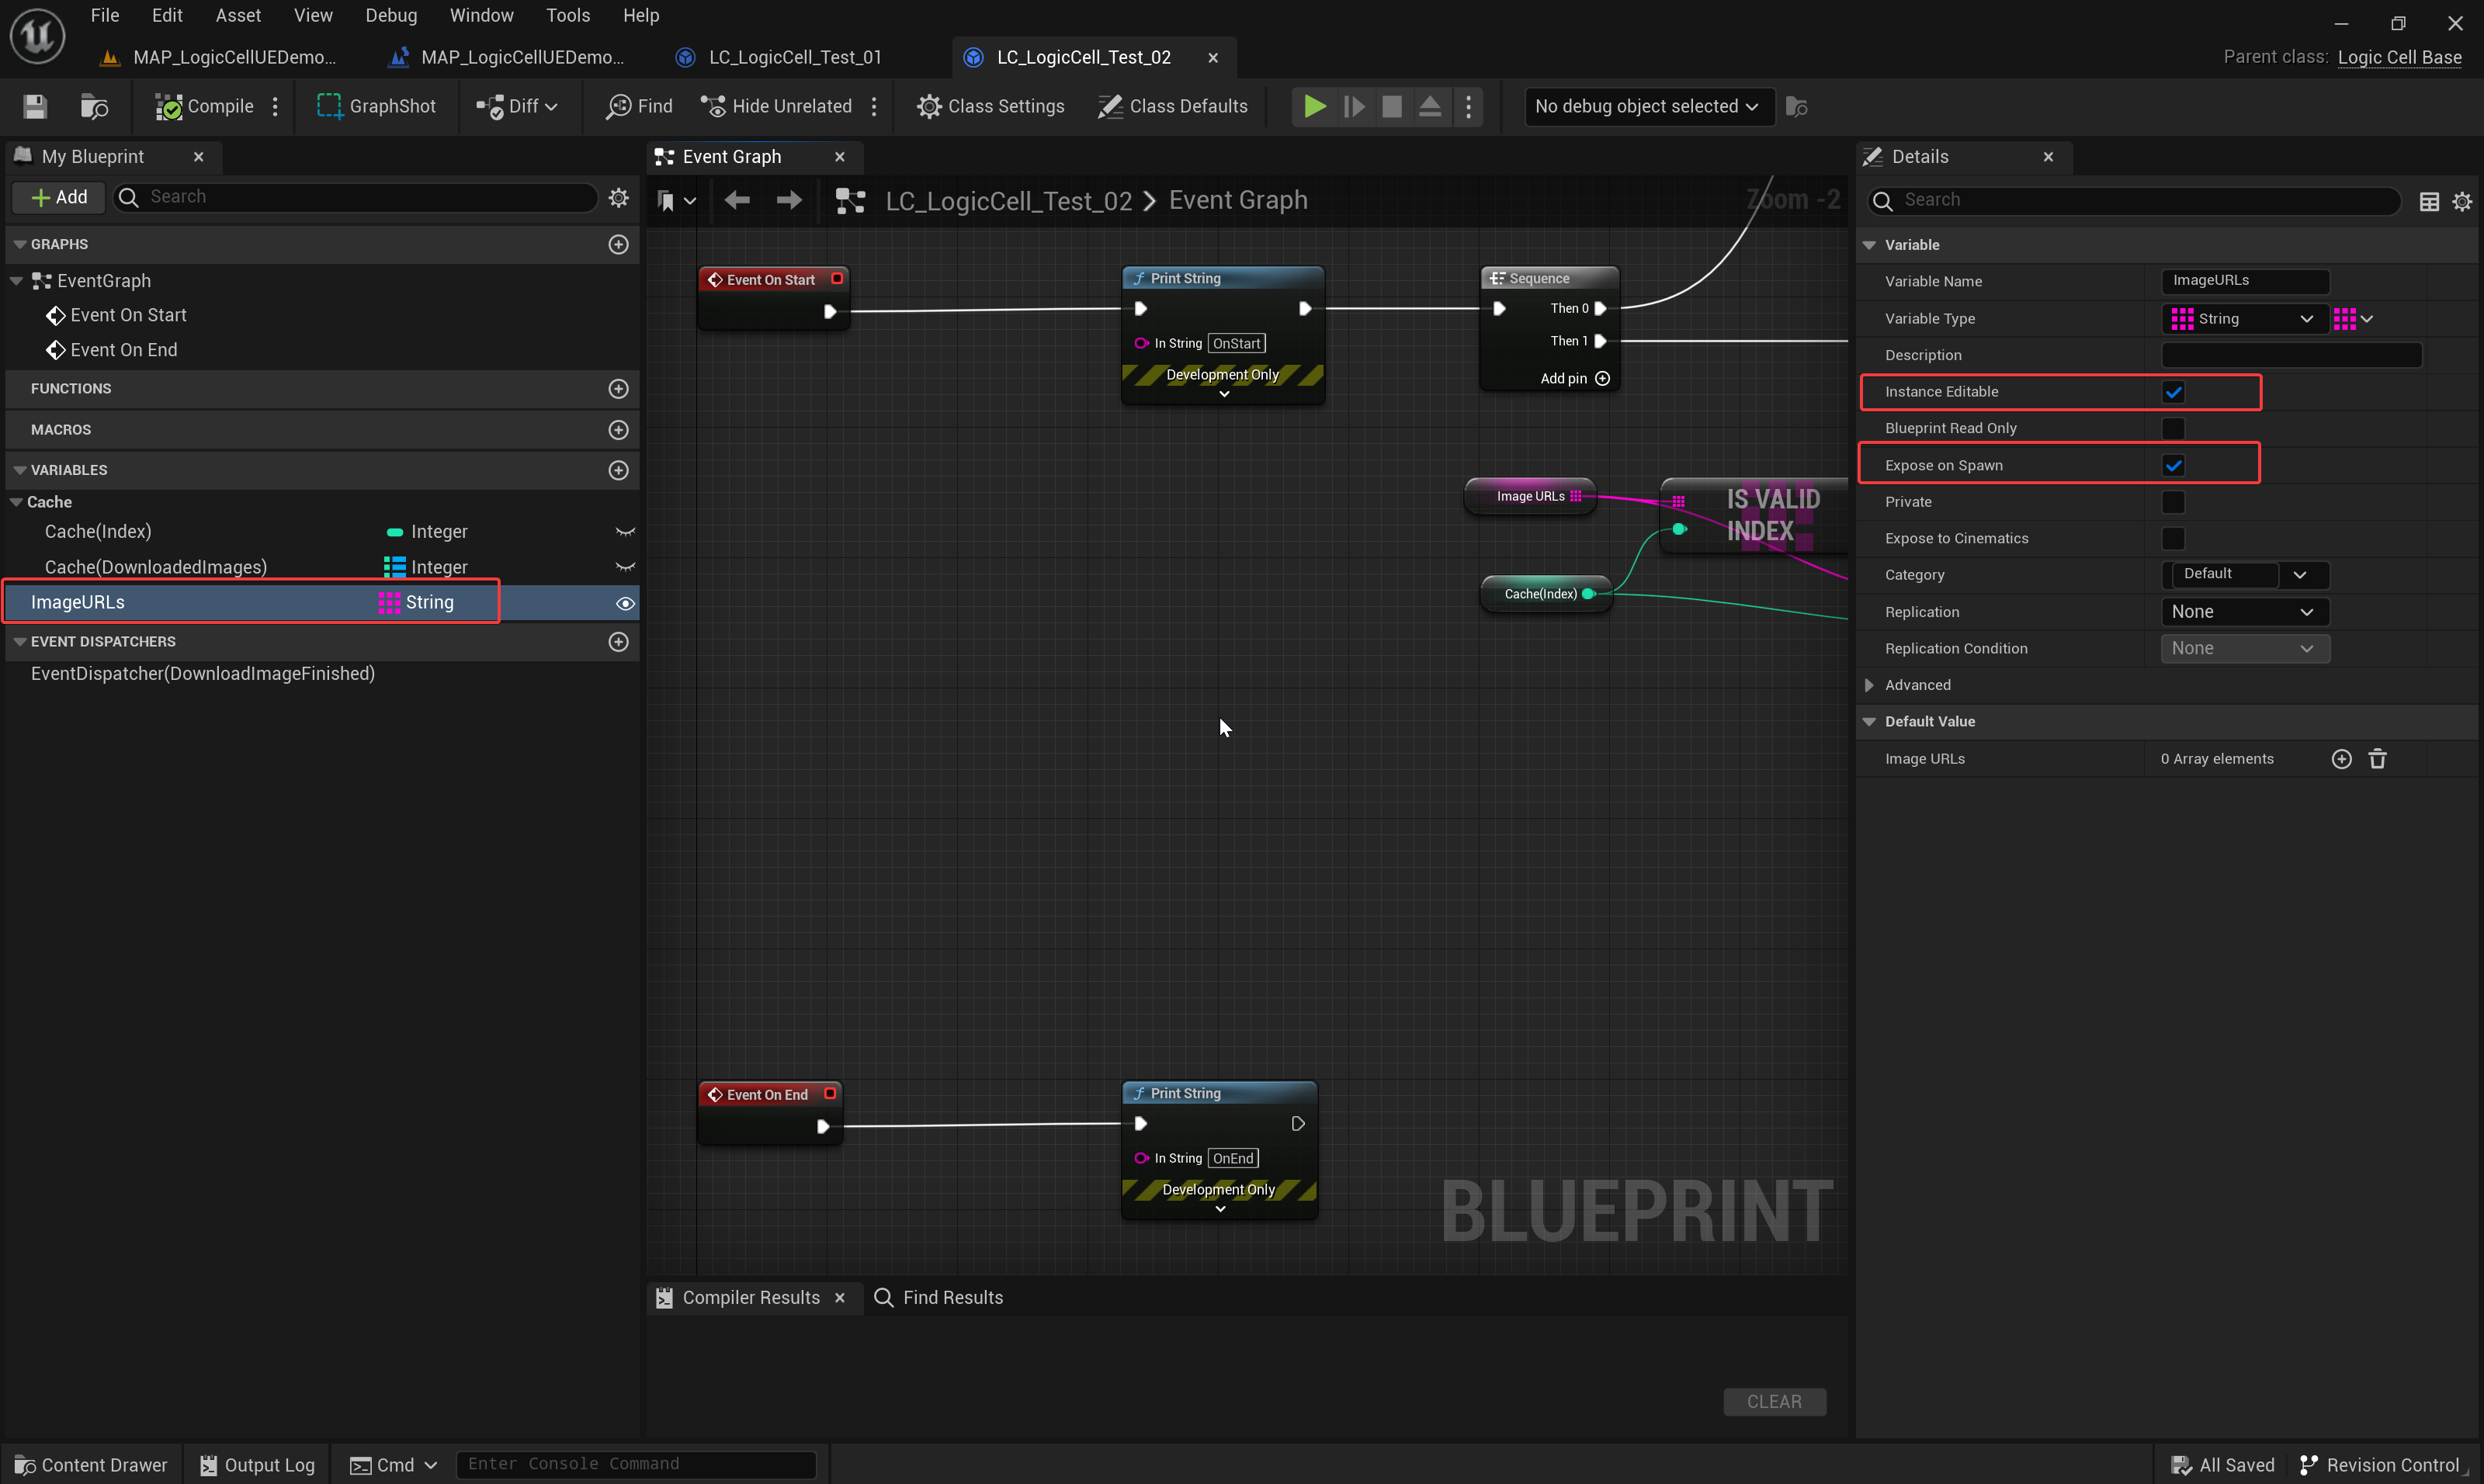 File Edit Asset View Debug Window Tools Help
MAP_LogicCellUEDemo... MAP_LogicCellUEDemo... LC_LogicCell_Test_01 LC_LogicCell_Test_02 Parent class: Logic Cell Base
Compile GraphShot Diff Find Hide Unrelated Class Settings Class Defaults No debug object selected
My Blueprint
Add Search
GRAPHS
EventGraph
Event On Start
Event On End
FUNCTIONS
MACROS
VARIABLES
Cache
Cache(Index) Integer
Cache(DownloadedImages) Integer
ImageURLs String
EVENT DISPATCHERS
EventDispatcher(DownloadImageFinished)
Event Graph
LC_LogicCell_Test_02 > Event Graph Zoom -2
Event On Start
Print String
In String OnStart
Development Only
Sequence
Then 0
Then 1
Add pin
Image URLs
IS VALID
INDEX
Cache(Index)
Event On End
Print String
In String OnEnd
Development Only
BLUEPRINT
Compiler Results Find Results
CLEAR
Details
Search
Variable
Variable Name ImageURLs
Variable Type String
Description
Instance Editable
Blueprint Read Only
Expose on Spawn
Private
Expose to Cinematics
Category Default
Replication None
Replication Condition None
Advanced
Default Value
Image URLs 0 Array elements
Content Drawer Output Log Cmd Enter Console Command All Saved Revision Control